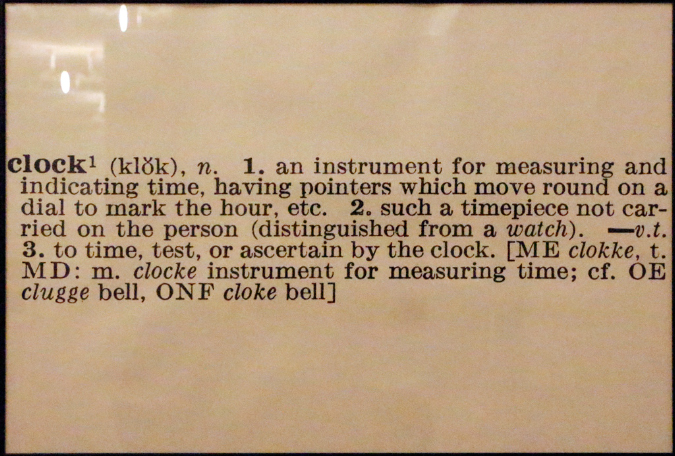 clock¹ (klŏk), n. 1. an instrument for measuring and
indicating time, having pointers which move round on a
dial to mark the hour, etc. 2. such a timepiece not car-
ried on the person (distinguished from a watch). —v.t.
3. to time, test, or ascertain by the clock. [ME clokke, t.
MD: m. clocke instrument for measuring time; cf. OE
clugge bell, ONF cloke bell]